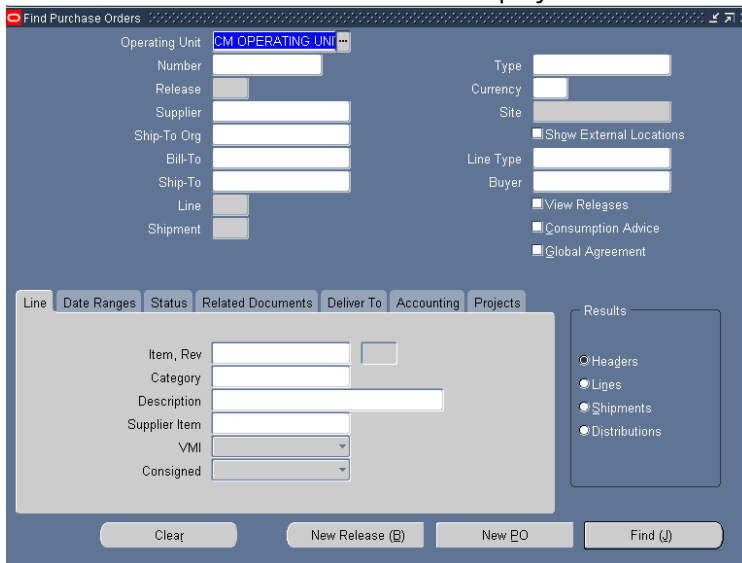 Find Purchase Orders
Operating Unit CM OPERATING UNI ...
Number Type
Release Currency
Supplier Site
Ship-To Org Show External Locations
Bill-To Line Type
Ship-To Buyer
Line View Releases
Shipment Consumption Advice
Global Agreement
Line Date Ranges Status Related Documents Deliver To Accounting Projects
Results
Item, Rev
Headers
Category
Lines
Description
Shipments
Supplier Item
Distributions
VMI
Consigned
Clear New Release (B) New PO Find (J)